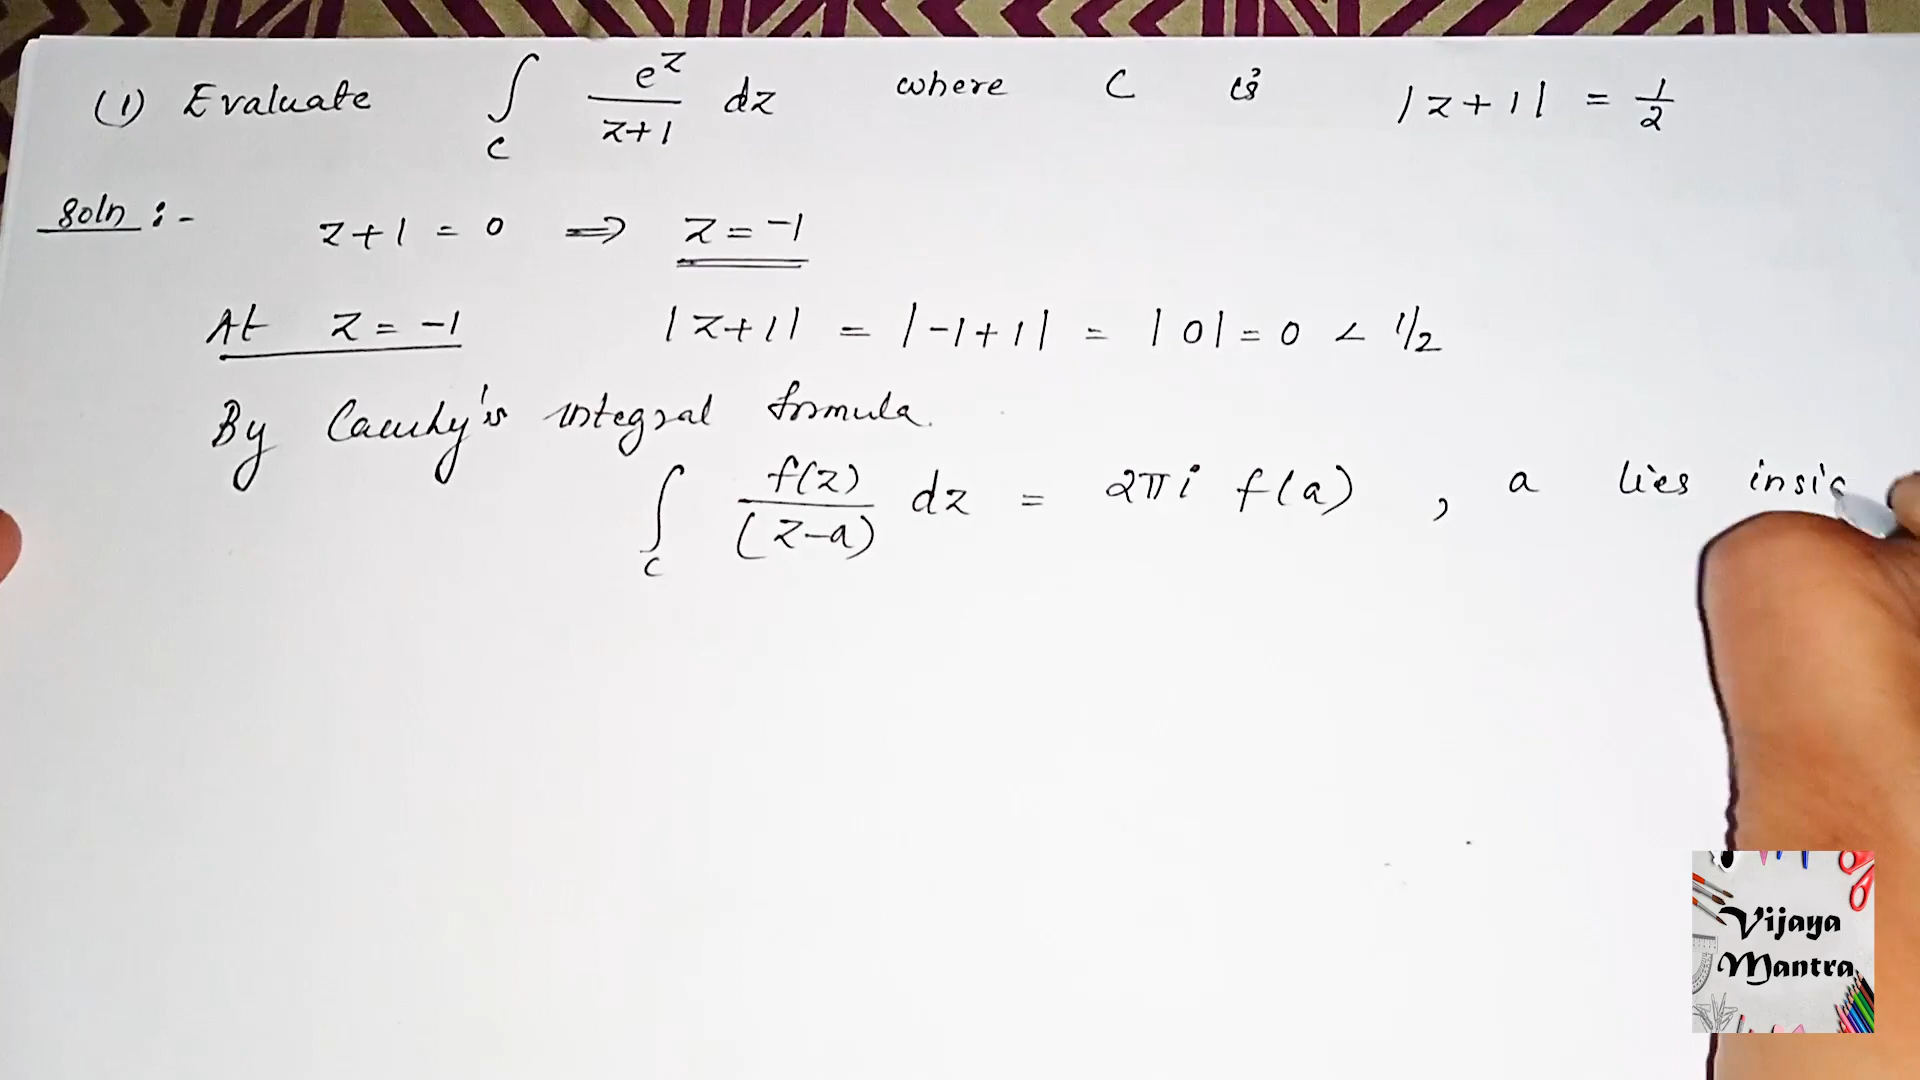 (1) Evaluate ∫_C e^z/(z+1) dz where C is |z+1| = 1/2
Soln :- z+1 = 0 ⇒ z = -1
At z = -1 |z+1| = |-1+1| = |0| = 0 < 1/2
By Cauchy's integral formula.
∫_C f(z)/(z-a) dz = 2πi f(a) , a lies insi
Vijaya
Mantra